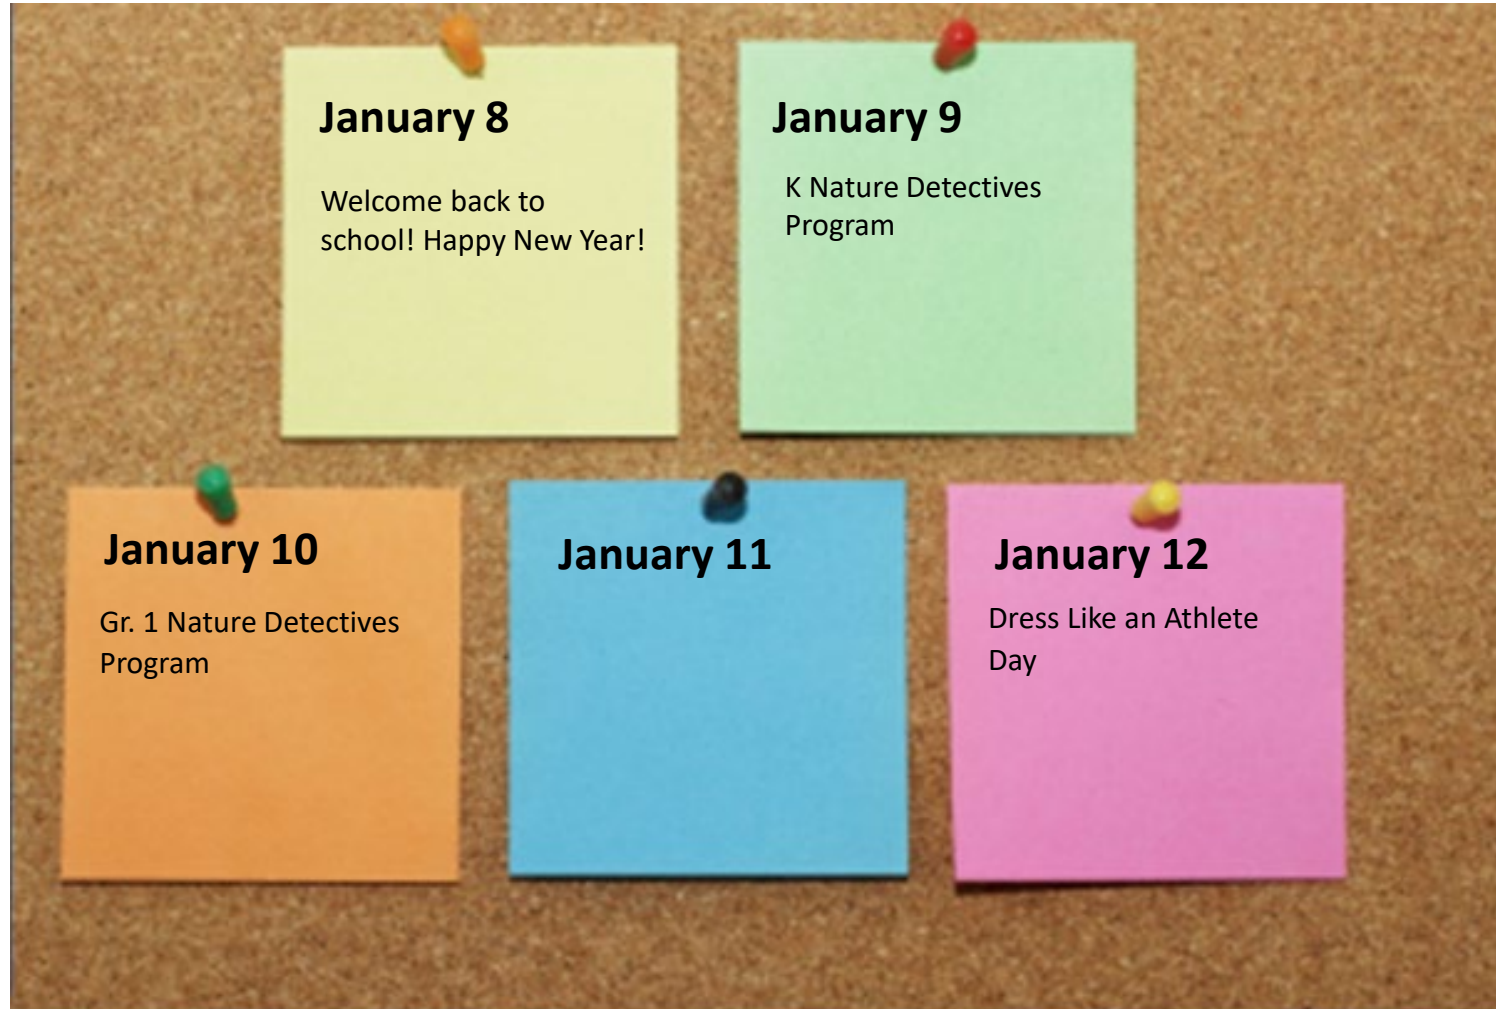 January 8
Welcome back to
school! Happy New Year!
January 9
K Nature Detectives
Program
January 10
Gr. 1 Nature Detectives
Program
January 11
January 12
Dress Like an Athlete
Day